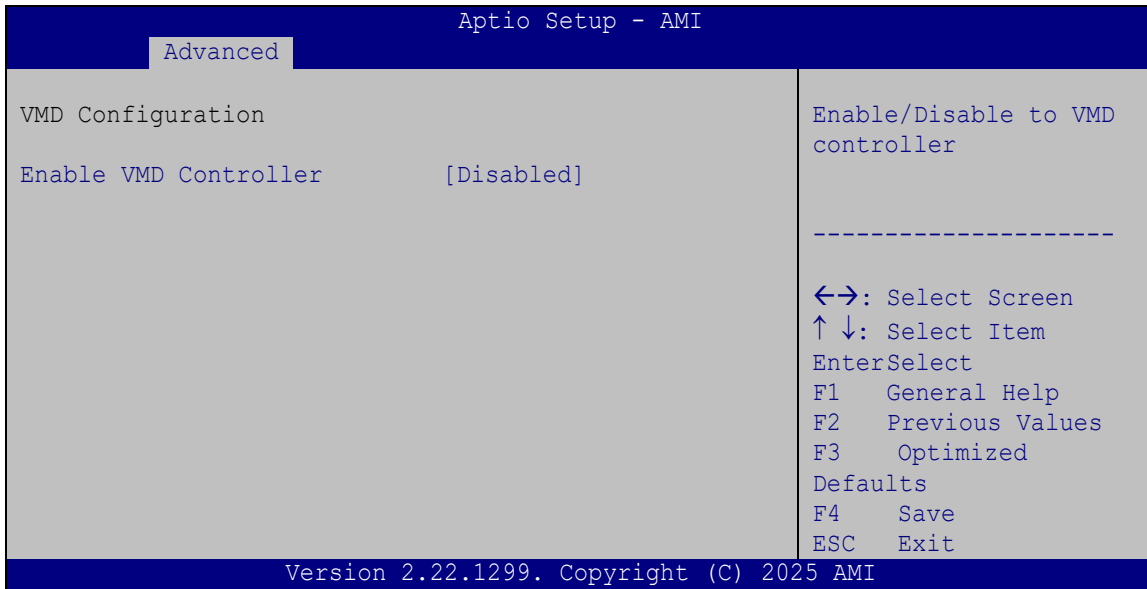 Aptio Setup - AMI
Advanced
VMD Configuration
Enable VMD Controller [Disabled]
Enable/Disable to VMD
controller
---------------------
←→: Select Screen
↑ ↓: Select Item
EnterSelect
F1 General Help
F2 Previous Values
F3 Optimized
Defaults
F4 Save
ESC Exit
Version 2.22.1299. Copyright (C) 2025 AMI